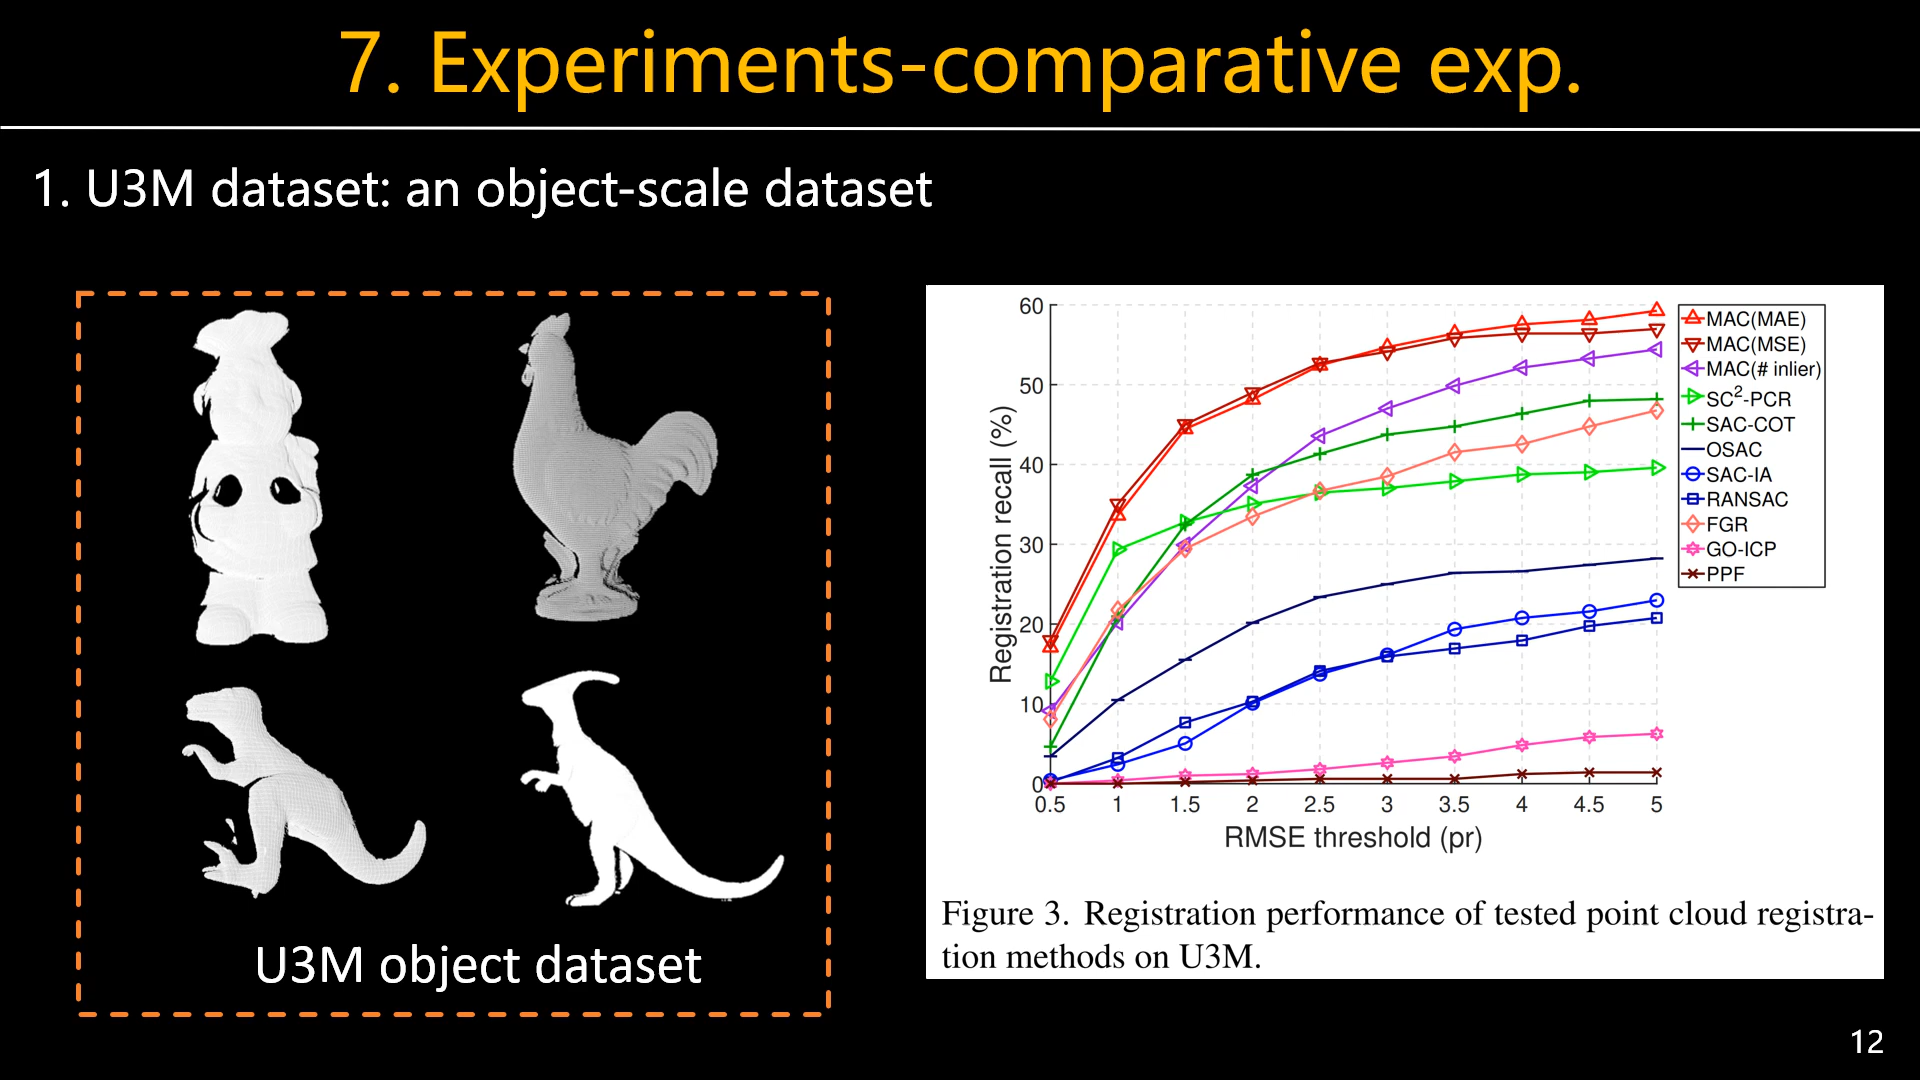 7. Experiments-comparative exp.
1. U3M dataset: an object-scale dataset
U3M object dataset
60
50
40
30
20
10
0
Registration recall (%)
0.5 1 1.5 2 2.5 3 3.5 4 4.5 5
RMSE threshold (pr)
MAC(MAE)
MAC(MSE)
MAC(# inlier)
SC²-PCR
SAC-COT
OSAC
SAC-IA
RANSAC
FGR
GO-ICP
PPF
Figure 3. Registration performance of tested point cloud registra-
tion methods on U3M.
12